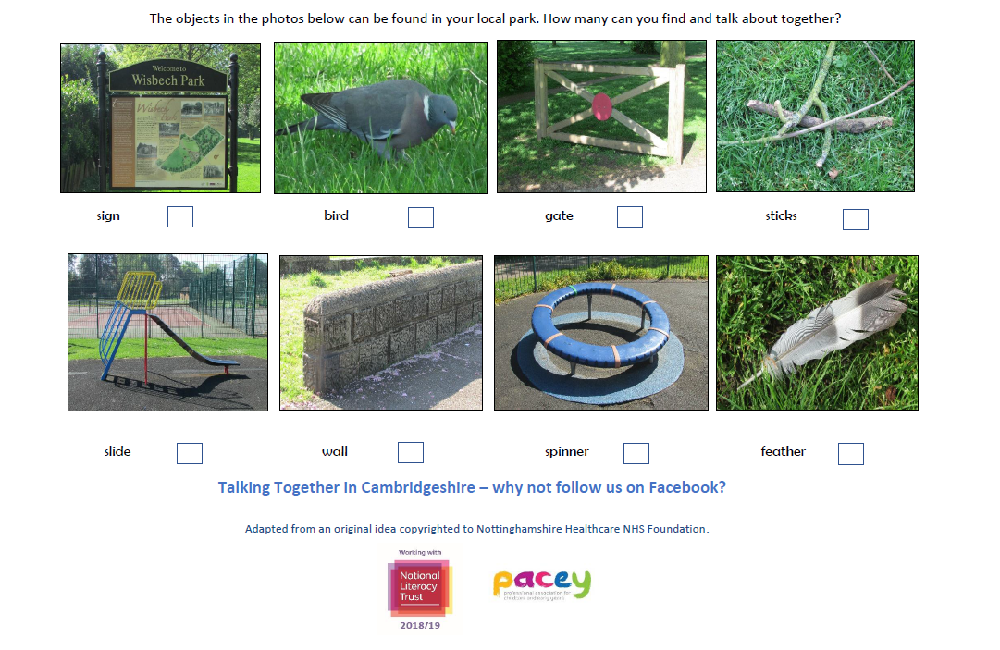 The objects in the photos below can be found in your local park. How many can you find and talk about together?
Welcome to
Wisbech Park
Wisbech
sign
bird
gate
sticks
slide
wall
spinner
feather
Talking Together in Cambridgeshire – why not follow us on Facebook?
Adapted from an original idea copyrighted to Nottinghamshire Healthcare NHS Foundation.
Working with
National
Literacy
Trust
2018/19
pacey
professional association for
childcare and early years